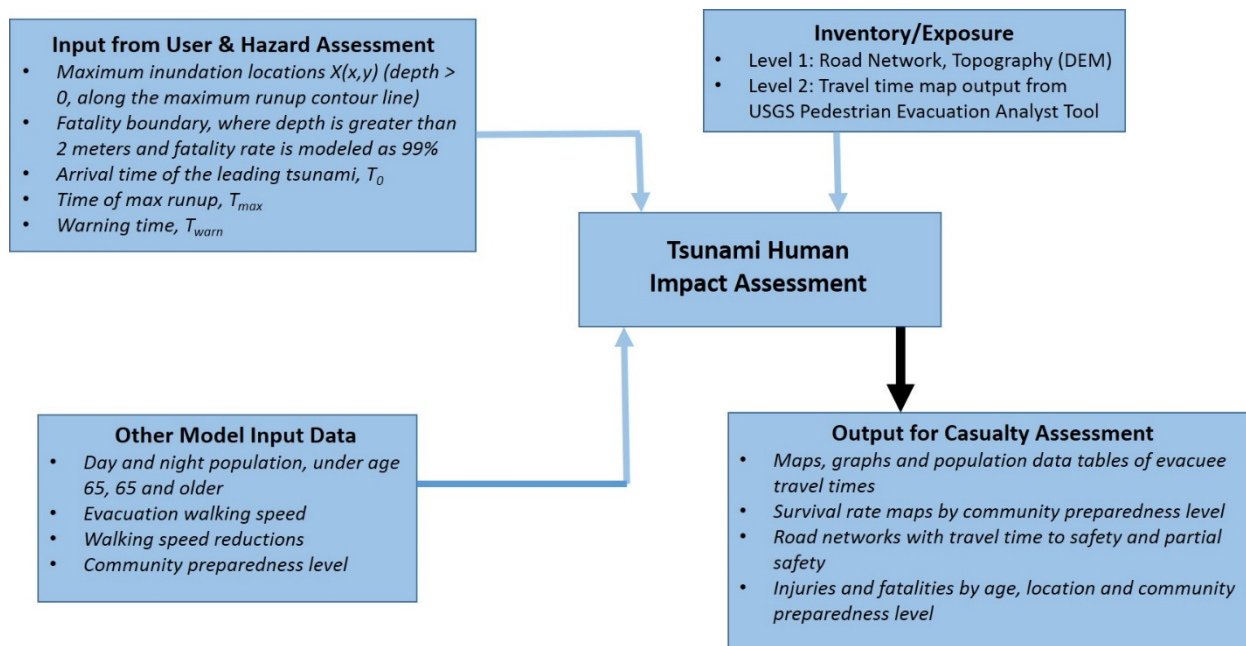 Input from User & Hazard Assessment
• Maximum inundation locations X(x,y) (depth >
0, along the maximum runup contour line)
• Fatality boundary, where depth is greater than
2 meters and fatality rate is modeled as 99%
• Arrival time of the leading tsunami, T0
• Time of max runup, Tmax
• Warning time, Twarn
Inventory/Exposure
• Level 1: Road Network, Topography (DEM)
• Level 2: Travel time map output from
USGS Pedestrian Evacuation Analyst Tool
Tsunami Human
Impact Assessment
Other Model Input Data
• Day and night population, under age
65, 65 and older
• Evacuation walking speed
• Walking speed reductions
• Community preparedness level
Output for Casualty Assessment
• Maps, graphs and population data tables of evacuee
travel times
• Survival rate maps by community preparedness level
• Road networks with travel time to safety and partial
safety
• Injuries and fatalities by age, location and community
preparedness level